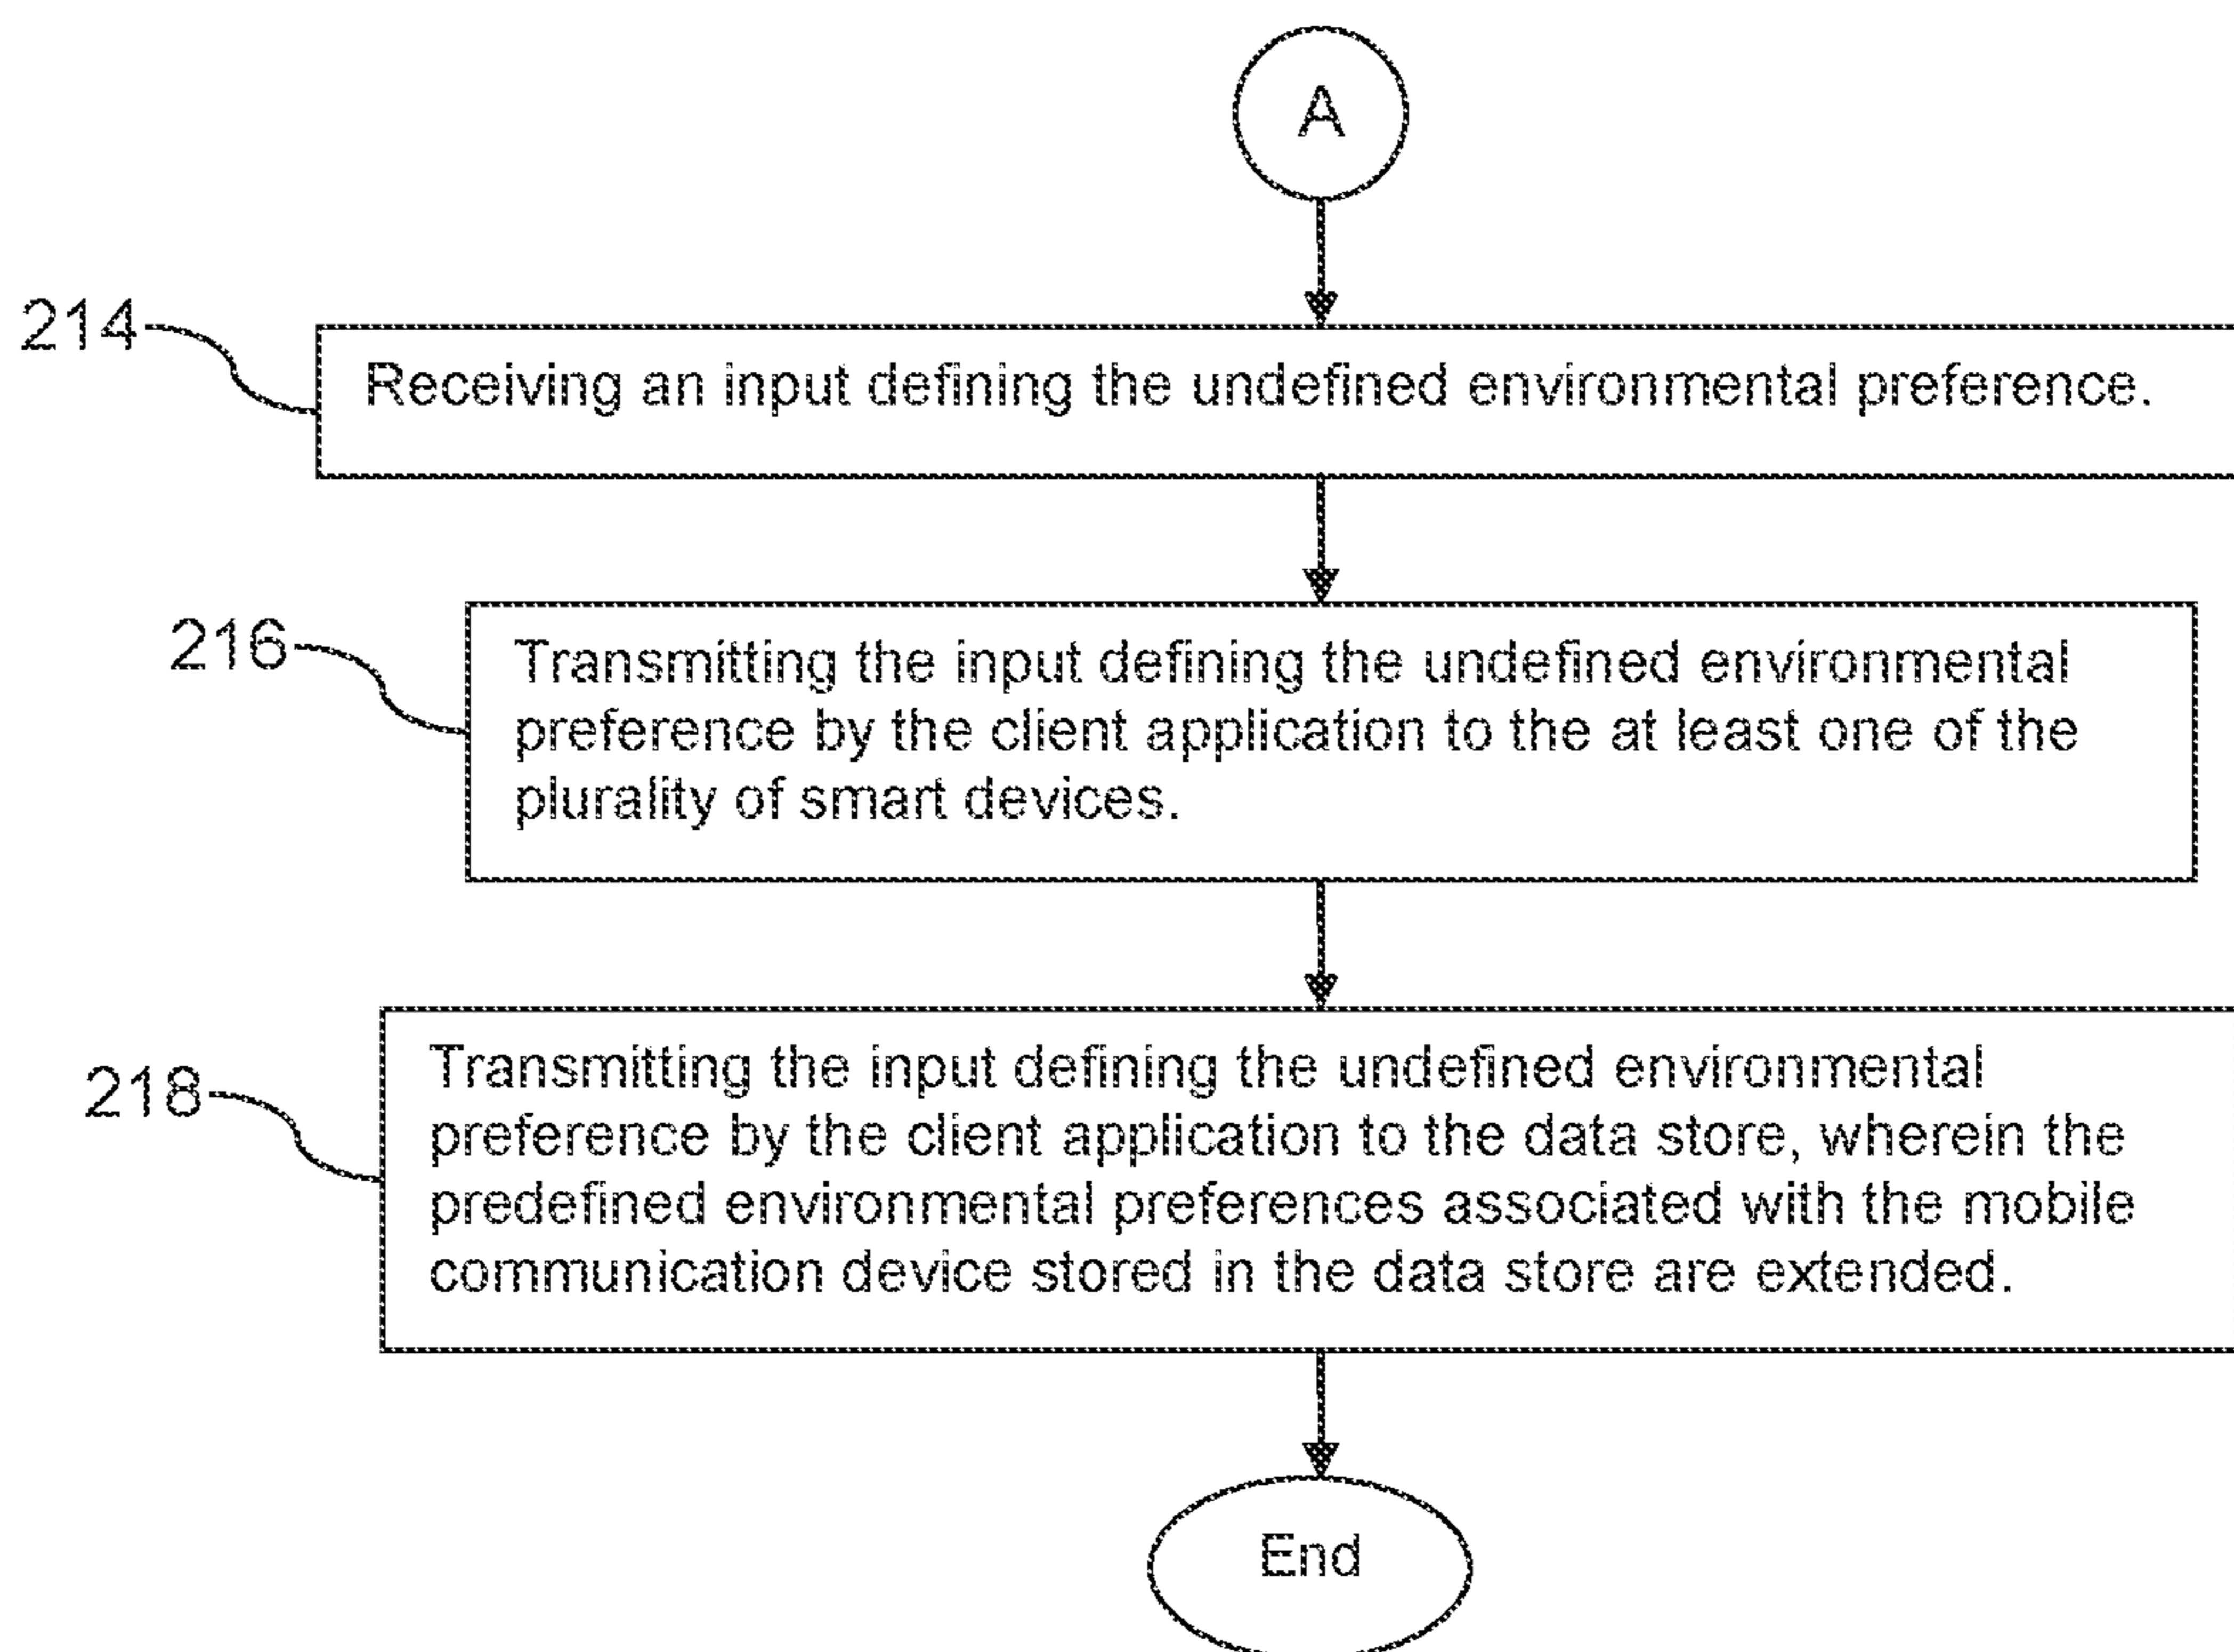 A
214
Receiving an input defining the undefined environmental preference.
216
Transmitting the input defining the undefined environmental
preference by the client application to the at least one of the
plurality of smart devices.
218
Transmitting the input defining the undefined environmental
preference by the client application to the data store, wherein the
predefined environmental preferences associated with the mobile
communication device stored in the data store are extended.
End